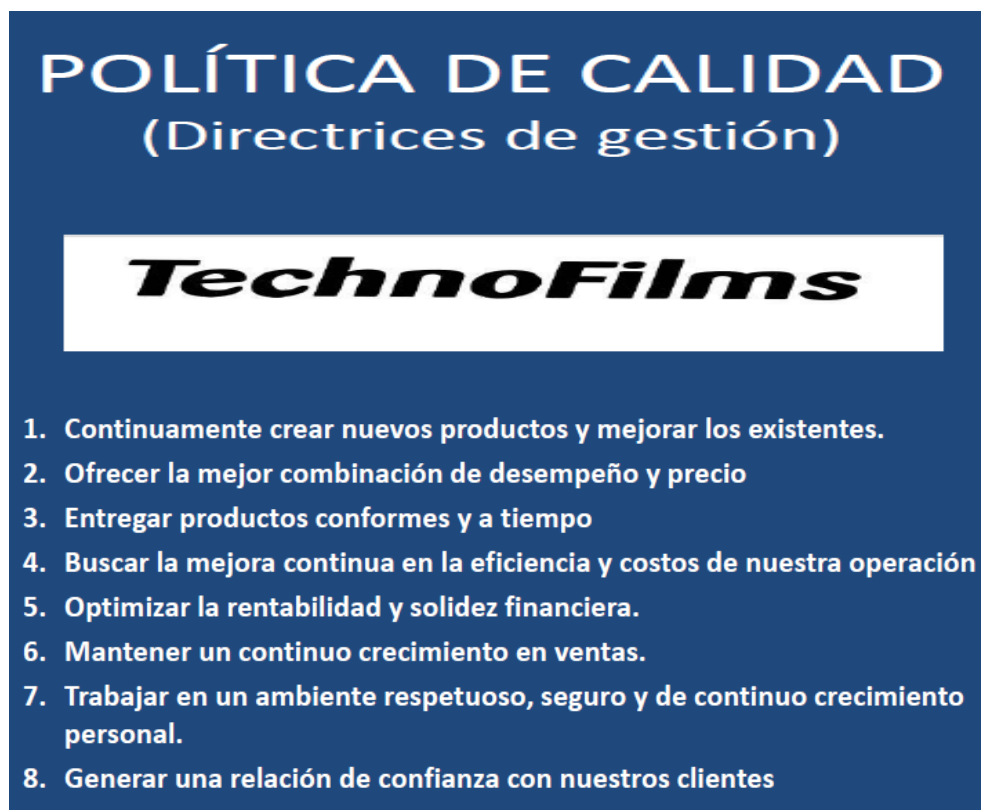 POLÍTICA DE CALIDAD
(Directrices de gestión)
TechnoFilms
1. Continuamente crear nuevos productos y mejorar los existentes.
2. Ofrecer la mejor combinación de desempeño y precio
3. Entregar productos conformes y a tiempo
4. Buscar la mejora continua en la eficiencia y costos de nuestra operación
5. Optimizar la rentabilidad y solidez financiera.
6. Mantener un continuo crecimiento en ventas.
7. Trabajar en un ambiente respetuoso, seguro y de continuo crecimiento
personal.
8. Generar una relación de confianza con nuestros clientes